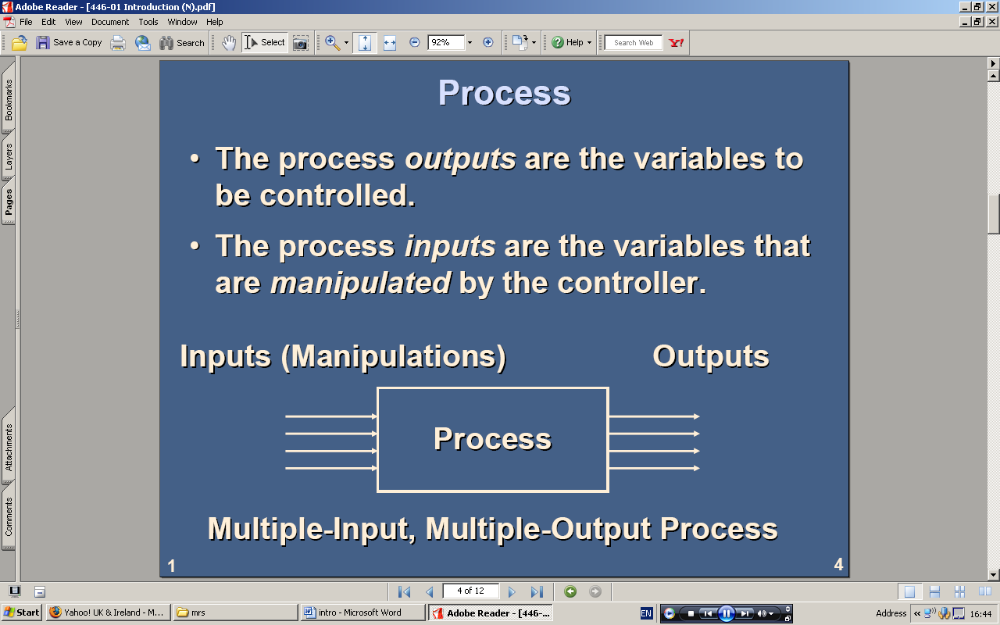 Adobe Reader - [446-01 Introduction (N).pdf]
File Edit View Document Tools Window Help
Save a Copy Search Select 92% Help Search Web Y!
Bookmarks
Layers
Pages
Attachments
Comments
Process
• The process outputs are the variables to
be controlled.
• The process inputs are the variables that
are manipulated by the controller.
Inputs (Manipulations) Outputs
Process
Multiple-Input, Multiple-Output Process
1 4
4 of 12
Start Yahoo! UK & Ireland - M... mrs intro - Microsoft Word Adobe Reader - [446-... EN Address « 16:44